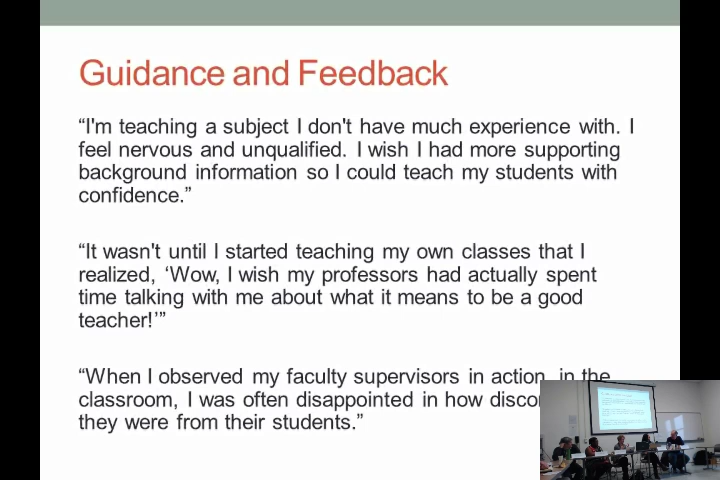 Guidance and Feedback
“I'm teaching a subject I don't have much experience with. I
feel nervous and unqualified. I wish I had more supporting
background information so I could teach my students with
confidence.”
“It wasn't until I started teaching my own classes that I
realized, ‘Wow, I wish my professors had actually spent
time talking with me about what it means to be a good
teacher!’”
“When I observed my faculty supervisors in action, in the
classroom, I was often disappointed in how
they were from their students.”